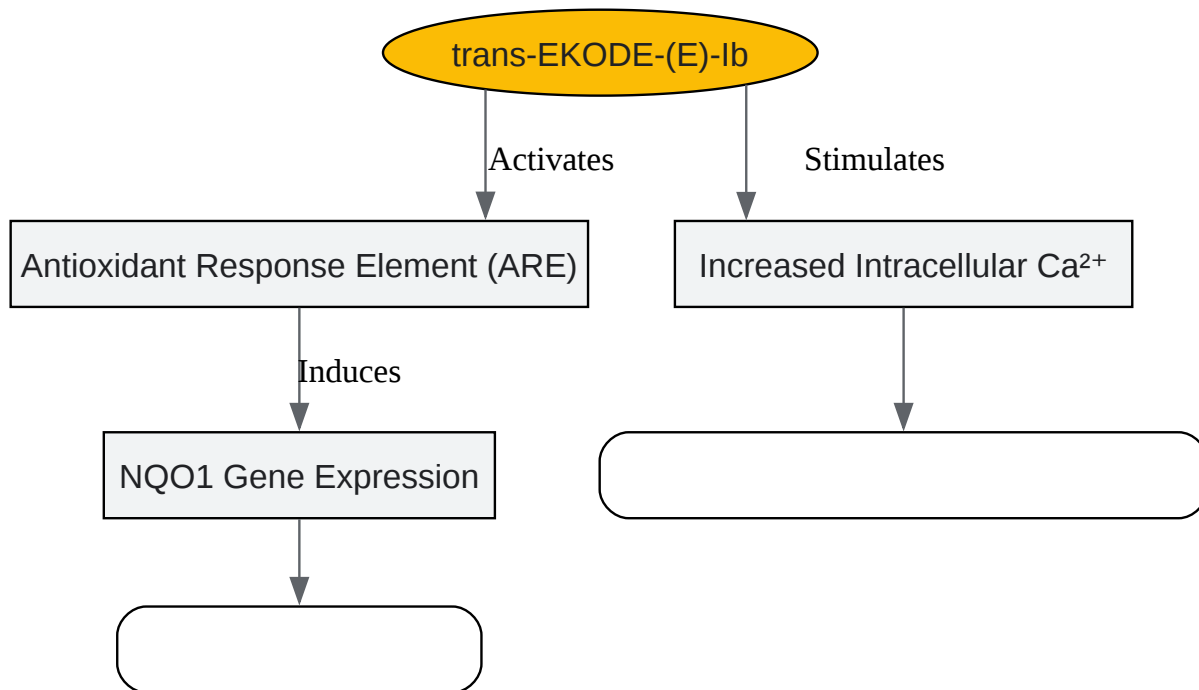 trans-EKODE-(E)-Ib
Activates
Stimulates
Antioxidant Response Element (ARE)
Increased Intracellular Ca²⁺
Induces
NQO1 Gene Expression